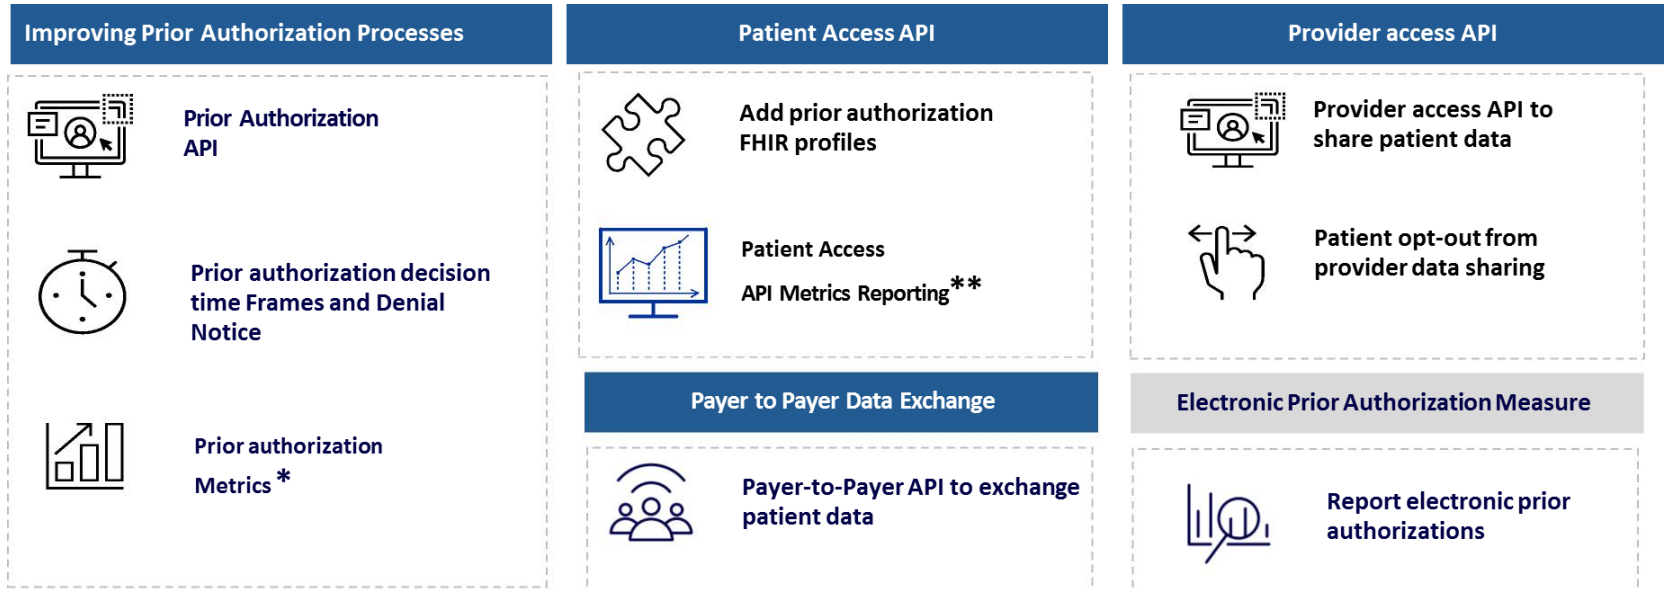 Improving Prior Authorization Processes
Prior Authorization
API
Prior authorization decision
time Frames and Denial
Notice
Prior authorization
Metrics*
Patient Access API
Add prior authorization
FHIR profiles
Patient Access
API Metrics Reporting**
Payer to Payer Data Exchange
Payer-to-Payer API to exchange
patient data
Provider access API
Provider access API to
share patient data
Patient opt-out from
provider data sharing
Electronic Prior Authorization Measure
Report electronic prior
authorizations